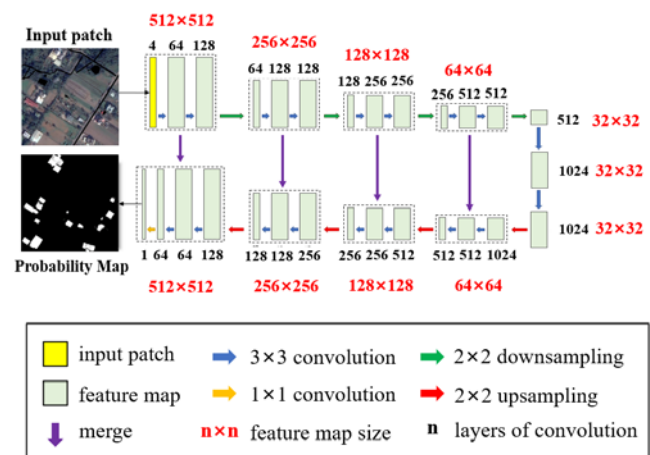 Input patch
512×512
4 64 128
256×256
64 128 128
128×128
128 256 256
64×64
256 512 512
512 32×32
1024 32×32
1024 32×32
Probability Map
1 64 64 128
512×512
128 128 256
256×256
256 256 512
128×128
512 512 1024
64×64
input patch
3×3 convolution
2×2 downsampling
feature map
1×1 convolution
2×2 upsampling
merge
n×n feature map size
n layers of convolution